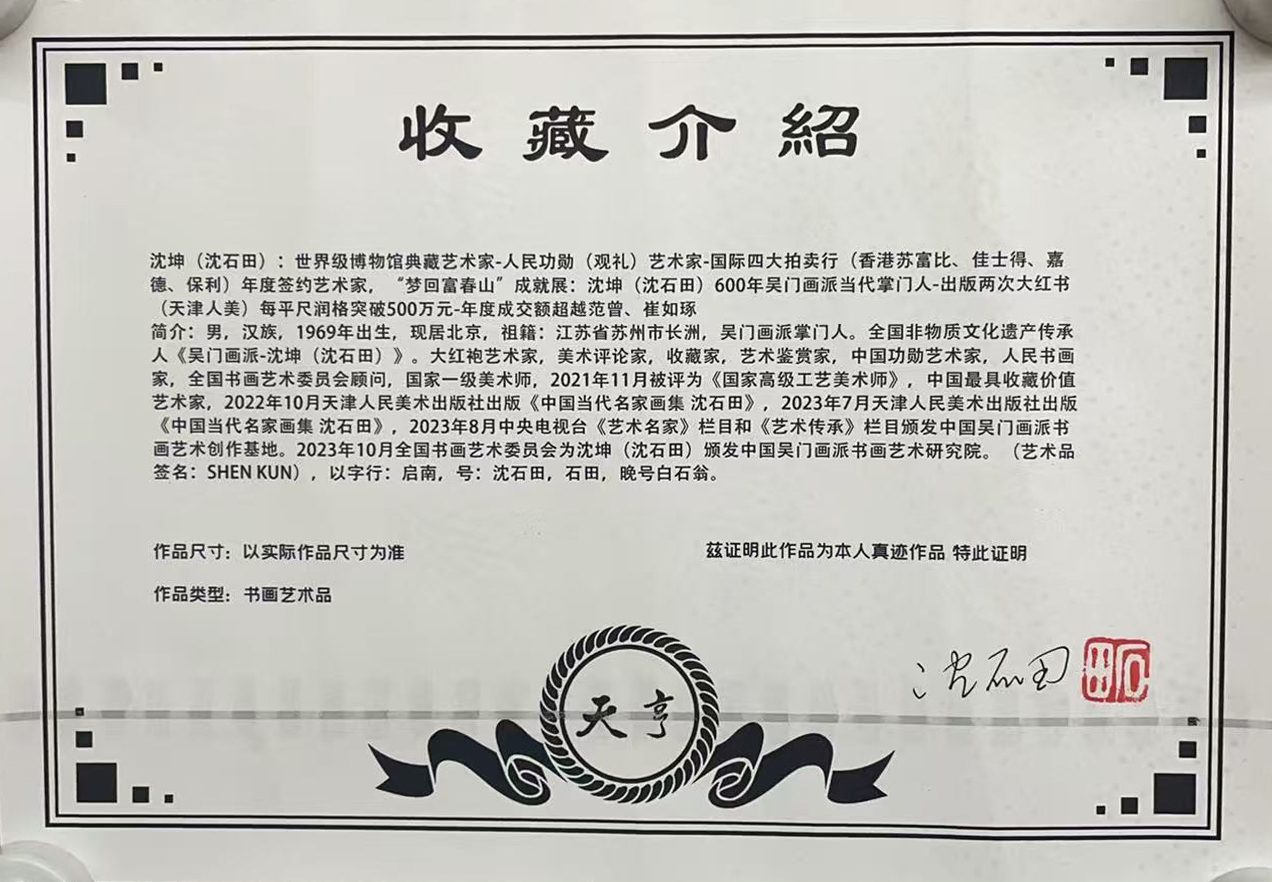 收藏介紹
沈坤（沈石田）：世界级博物馆典藏艺术家-人民功勋（观礼）艺术家-国际四大拍卖行（香港苏富比、佳士得、嘉
德、保利）年度签约艺术家，“梦回富春山”成就展：沈坤（沈石田）600年吴门画派当代掌门人-出版两次大红书
（天津人美）每平尺润格突破500万元-年度成交额超越范曾、崔如琢
简介：男，汉族，1969年出生，现居北京，祖籍：江苏省苏州市长洲，吴门画派掌门人。全国非物质文化遗产传承
人《吴门画派-沈坤（沈石田）》。大红袍艺术家，美术评论家，收藏家，艺术鉴赏家，中国功勋艺术家，人民书画
家，全国书画艺术委员会顾问，国家一级美术师，2021年11月被评为《国家高级工艺美术师》，中国最具收藏价值
艺术家，2022年10月天津人民美术出版社出版《中国当代名家画集 沈石田》，2023年7月天津人民美术出版社出版
《中国当代名家画集 沈石田》，2023年8月中央电视台《艺术名家》栏目和《艺术传承》栏目颁发中国吴门画派书
画艺术创作基地。2023年10月全国书画艺术委员会为沈坤（沈石田）颁发中国吴门画派书画艺术研究院。（艺术品
签名：SHEN KUN），以字行：启南，号：沈石田，石田，晚号白石翁。
作品尺寸：以实际作品尺寸为准
兹证明此作品为本人真迹作品 特此证明
作品类型：书画艺术品
沈石田
石田
天亨